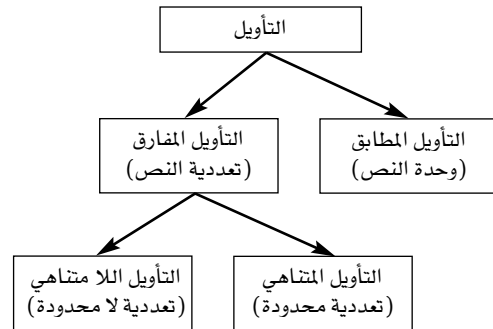 التأويل
التأويل المطابق
(وحدة النص)
التأويل المفارق
(تعددية النص)
التأويل المتناهي
(تعددية محدودة)
التأويل اللا متناهي
(تعددية لا محدودة)